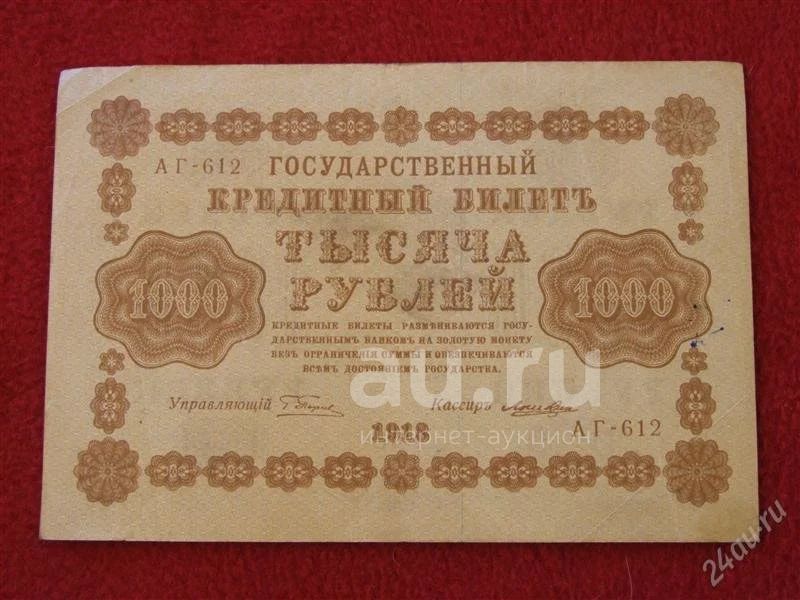 АГ-612 ГОСУДАРСТВЕННЫЙ
КРЕДИТНЫЙ БИЛЕТЪ
ТЫСЯЧА
РУБЛЕЙ
1000
1000
КРЕДИТНЫЕ БИЛЕТЫ РАЗМѢНИВАЮТСЯ ГОСУ-
ДАРСТВЕННЫМЪ БАНКОМЪ НА ЗОЛОТУЮ МОНЕТУ
БЕЗЪ ОГРАНИЧЕНІЯ СУММЫ И ОБЕЗПЕЧИВАЮТСЯ
ВСѢМЪ ДОСТОЯНІЕМЪ ГОСУДАРСТВА.
Управляющій
Кассиръ
1918
АГ-612
au.ru
интернет-аукцион
24au.ru